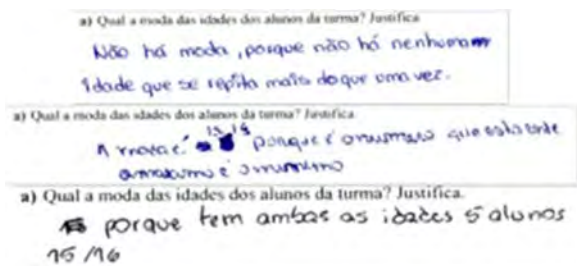 a) Qual a moda das idades dos alunos da turma? Justifica
Não há moda, porque não há nenhuma
idade que se repita mais do que uma vez.
a) Qual a moda das idades dos alunos da turma? Justifica
A moda é 15 18 porque é o número que está entre
o maximo e o minimo
a) Qual a moda das idades dos alunos da turma? Justifica.
porque tem ambas as idades 5 alunos
15/16